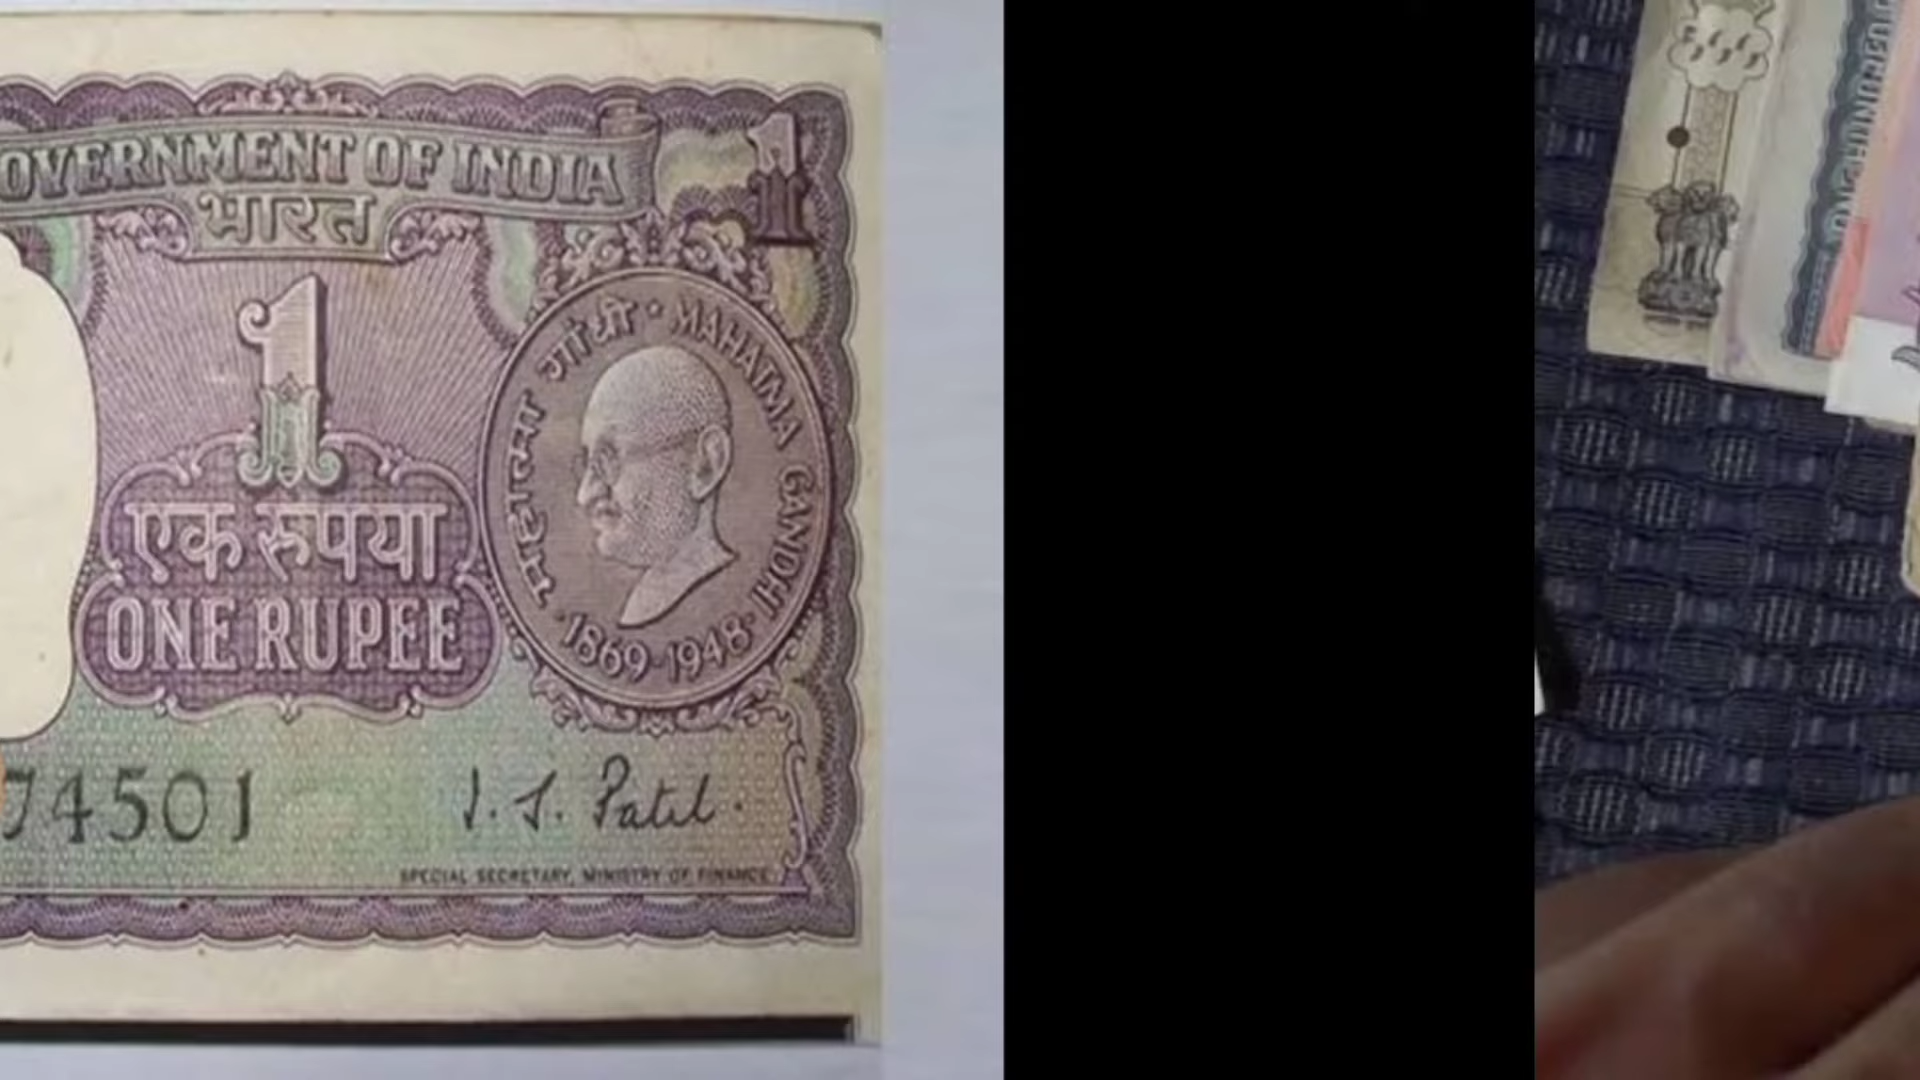 OVERNMENT OF INDIA
भारत
1
1
एक रुपया
ONE RUPEE
महात्मा गांधी • MAHATMA GANDHI
• 1869-1948 •
74501
I. J. Patel.
SPECIAL SECRETARY, MINISTRY OF FINANCE